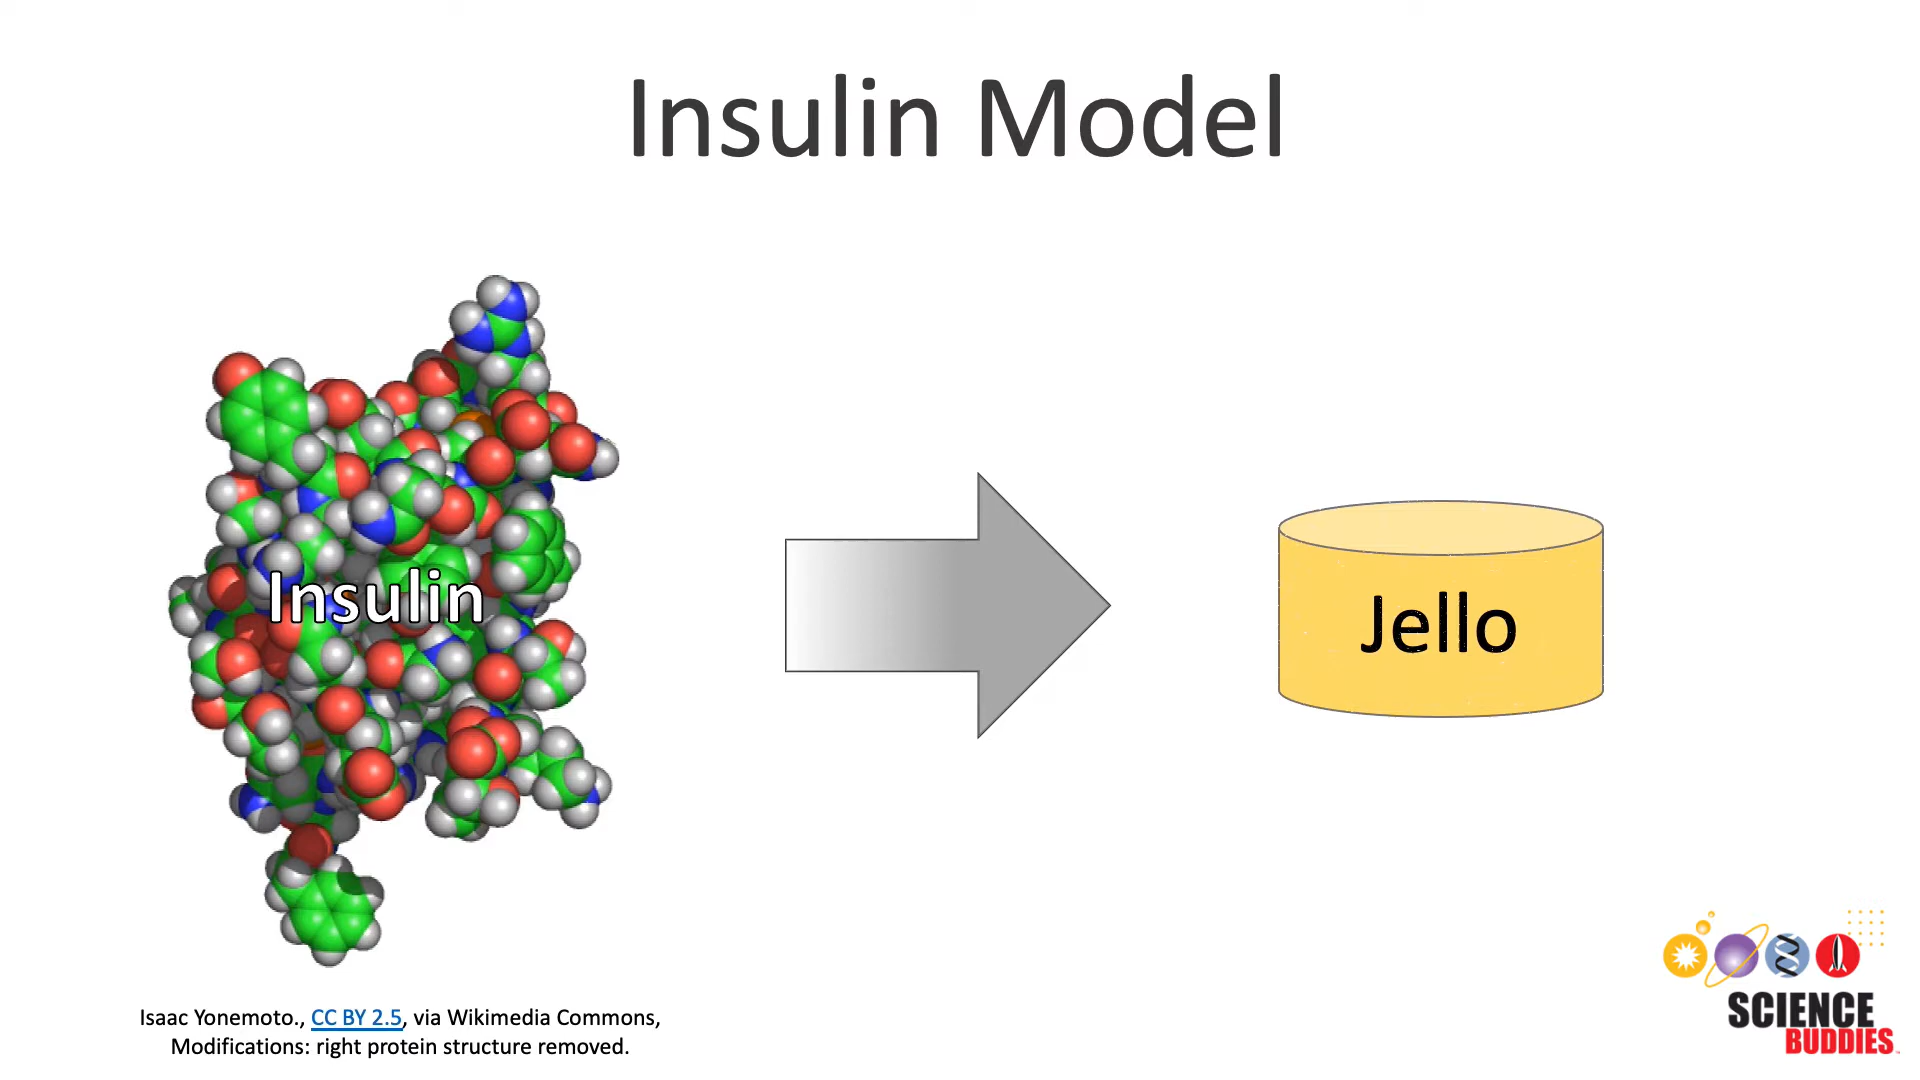 Insulin Model
Insulin
Jello
Isaac Yonemoto., CC BY 2.5, via Wikimedia Commons,
Modifications: right protein structure removed.
SCIENCE
BUDDIES